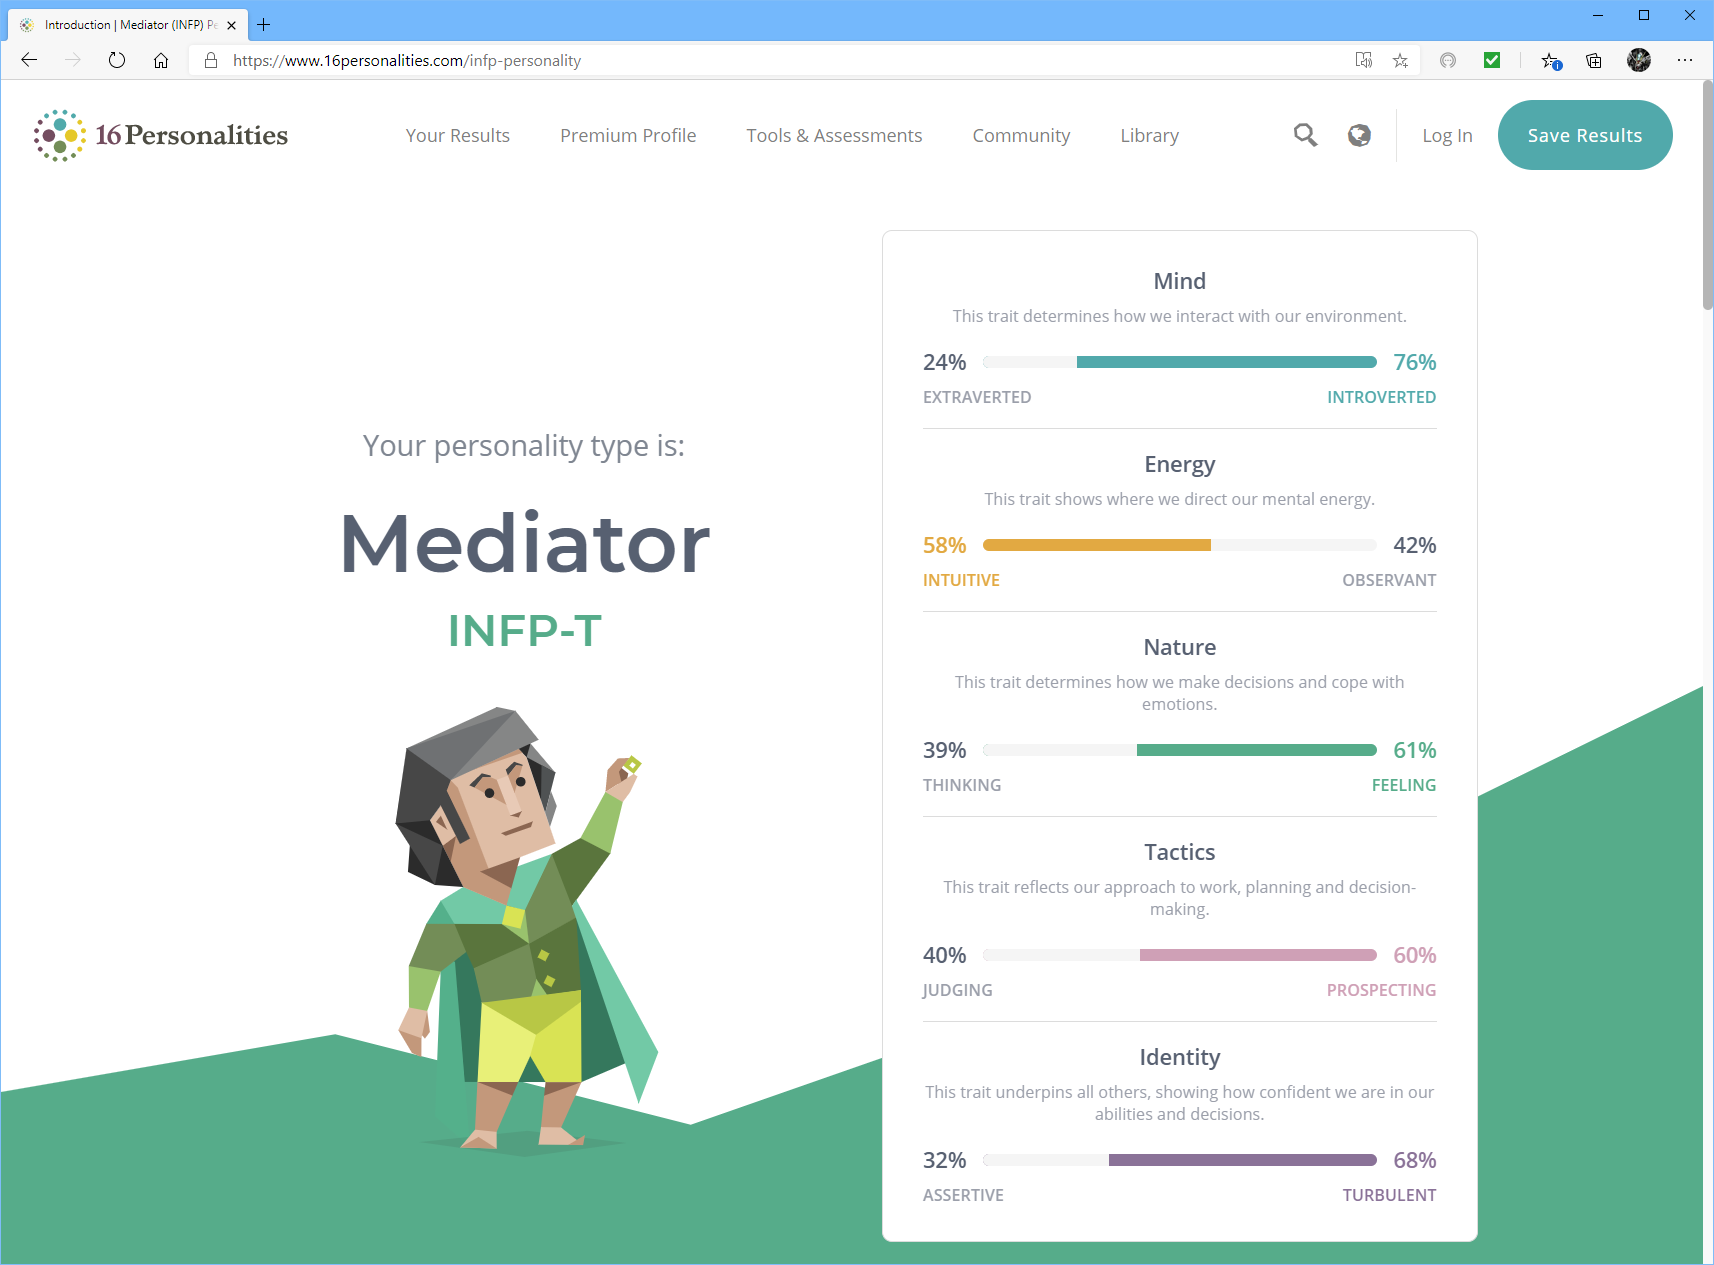 Introduction | Mediator (INFP) Pe
https://www.16personalities.com/infp-personality
16Personalities
Your Results
Premium Profile
Tools & Assessments
Community
Library
Log In
Save Results
Your personality type is:
Mediator
INFP-T
Mind
This trait determines how we interact with our environment.
24% 76%
EXTRAVERTED INTROVERTED
Energy
This trait shows where we direct our mental energy.
58% 42%
INTUITIVE OBSERVANT
Nature
This trait determines how we make decisions and cope with
emotions.
39% 61%
THINKING FEELING
Tactics
This trait reflects our approach to work, planning and decision-
making.
40% 60%
JUDGING PROSPECTING
Identity
This trait underpins all others, showing how confident we are in our
abilities and decisions.
32% 68%
ASSERTIVE TURBULENT